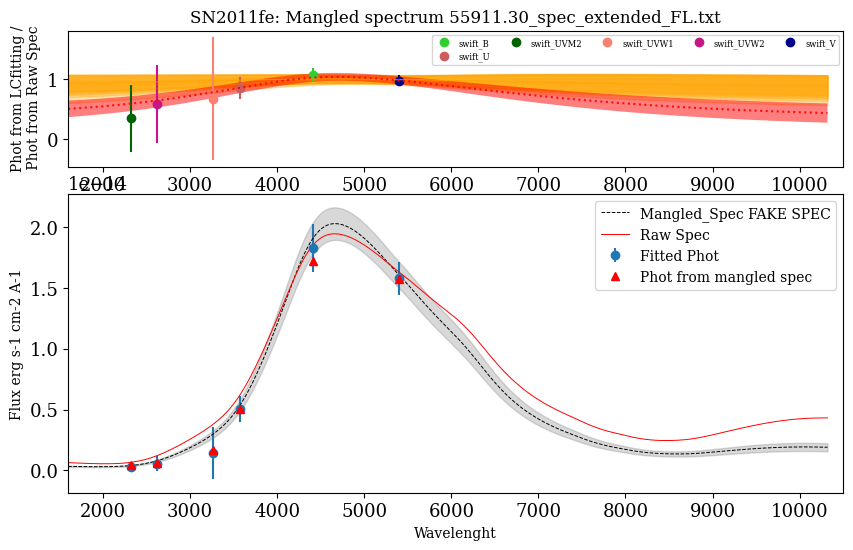 SN2011fe: Mangled spectrum 55911.30_spec_extended_FL.txt
Phot from LCfitting /
Phot from Raw Spec
1
0
swift_B
swift_U
swift_UVM2
swift_UVW1
swift_UVW2
swift_V
2000 3000 4000 5000 6000 7000 8000 9000 10000
Flux erg s-1 cm-2 A-1
2.0
1.5
1.0
0.5
0.0
Mangled_Spec FAKE SPEC
Raw Spec
Fitted Phot
Phot from mangled spec
2000 3000 4000 5000 6000 7000 8000 9000 10000
Wavelenght